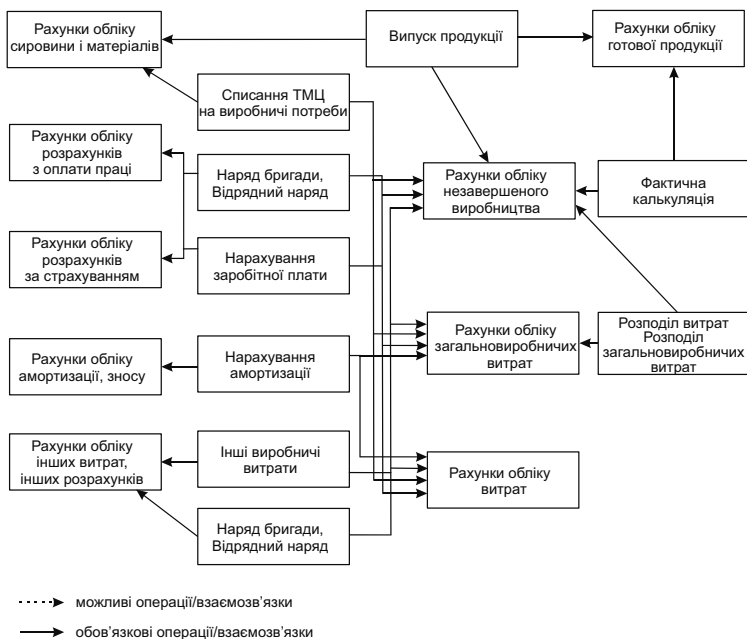 Рахунки обліку
сировини і матеріалів
Випуск продукції
Рахунки обліку
готової продукції
Списання ТМЦ
на виробничі потреби
Рахунки обліку
розрахунків
з оплати праці
Наряд бригади,
Відрядний наряд
Рахунки обліку
незавершеного
виробництва
Фактична
калькуляція
Рахунки обліку
розрахунків
за страхуванням
Нарахування
заробітної плати
Рахунки обліку
амортизації, зносу
Нарахування
амортизації
Рахунки обліку
загальновиробничих
витрат
Розподіл витрат
Розподіл
загальновиробничих
витрат
Рахунки обліку
інших витрат,
інших розрахунків
Інші виробничі
витрати
Рахунки обліку
витрат
Наряд бригади,
Відрядний наряд
можливі операції/взаємозв'язки
обов'язкові операції/взаємозв'язки